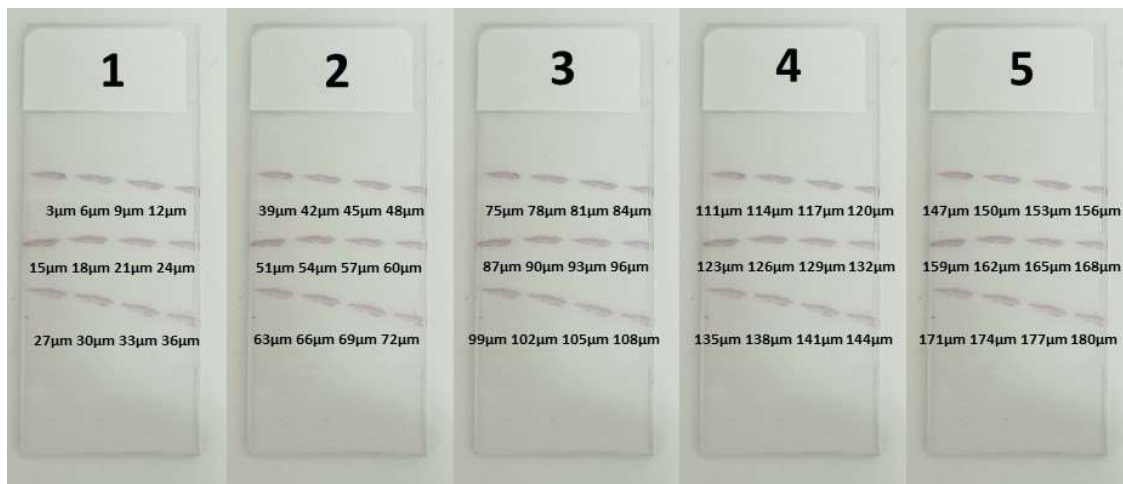 1
3µm 6µm 9µm 12µm
15µm 18µm 21µm 24µm
27µm 30µm 33µm 36µm
2
39µm 42µm 45µm 48µm
51µm 54µm 57µm 60µm
63µm 66µm 69µm 72µm
3
75µm 78µm 81µm 84µm
87µm 90µm 93µm 96µm
99µm 102µm 105µm 108µm
4
111µm 114µm 117µm 120µm
123µm 126µm 129µm 132µm
135µm 138µm 141µm 144µm
5
147µm 150µm 153µm 156µm
159µm 162µm 165µm 168µm
171µm 174µm 177µm 180µm